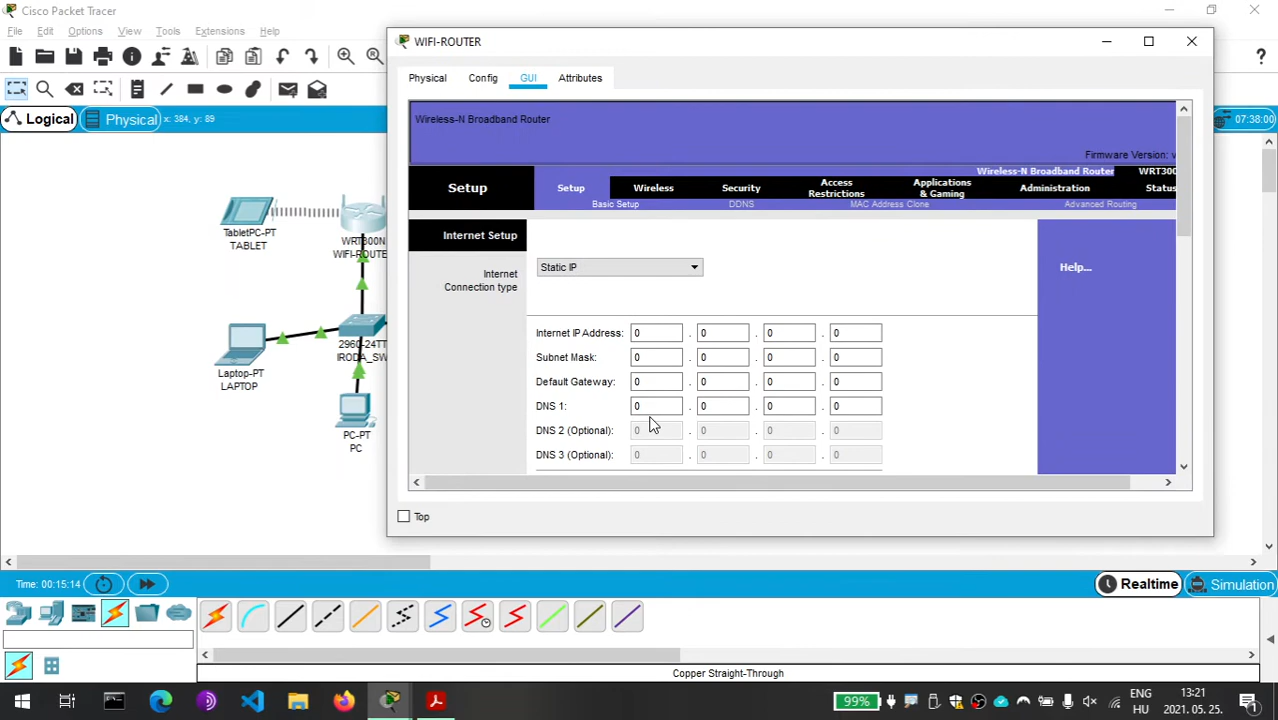 Cisco Packet Tracer
File Edit Options View Tools Extensions Help
Logical
Physical
x: 384, y: 89
07:38:00
TabletPC-PT
TABLET
WRT300N
WIFI-ROUTE
2960-24TT
IRODA_SW
Laptop-PT
LAPTOP
PC-PT
PC
WIFI-ROUTER
Physical Config GUI Attributes
Wireless-N Broadband Router
Firmware Version: v
Wireless-N Broadband Router WRT300
Setup
Setup Wireless Security Access Restrictions Applications & Gaming Administration Status
Basic Setup DDNS MAC Address Clone Advanced Routing
Internet Setup
Internet
Connection type
Static IP
Help...
Internet IP Address: 0 . 0 . 0 . 0
Subnet Mask: 0 . 0 . 0 . 0
Default Gateway: 0 . 0 . 0 . 0
DNS 1: 0 . 0 . 0 . 0
DNS 2 (Optional): 0 . 0 . 0 . 0
DNS 3 (Optional): 0 . 0 . 0 . 0
Top
Time: 00:15:14
Realtime
Simulation
Copper Straight-Through
99%
ENG
HU
13:21
2021. 05. 25.
1